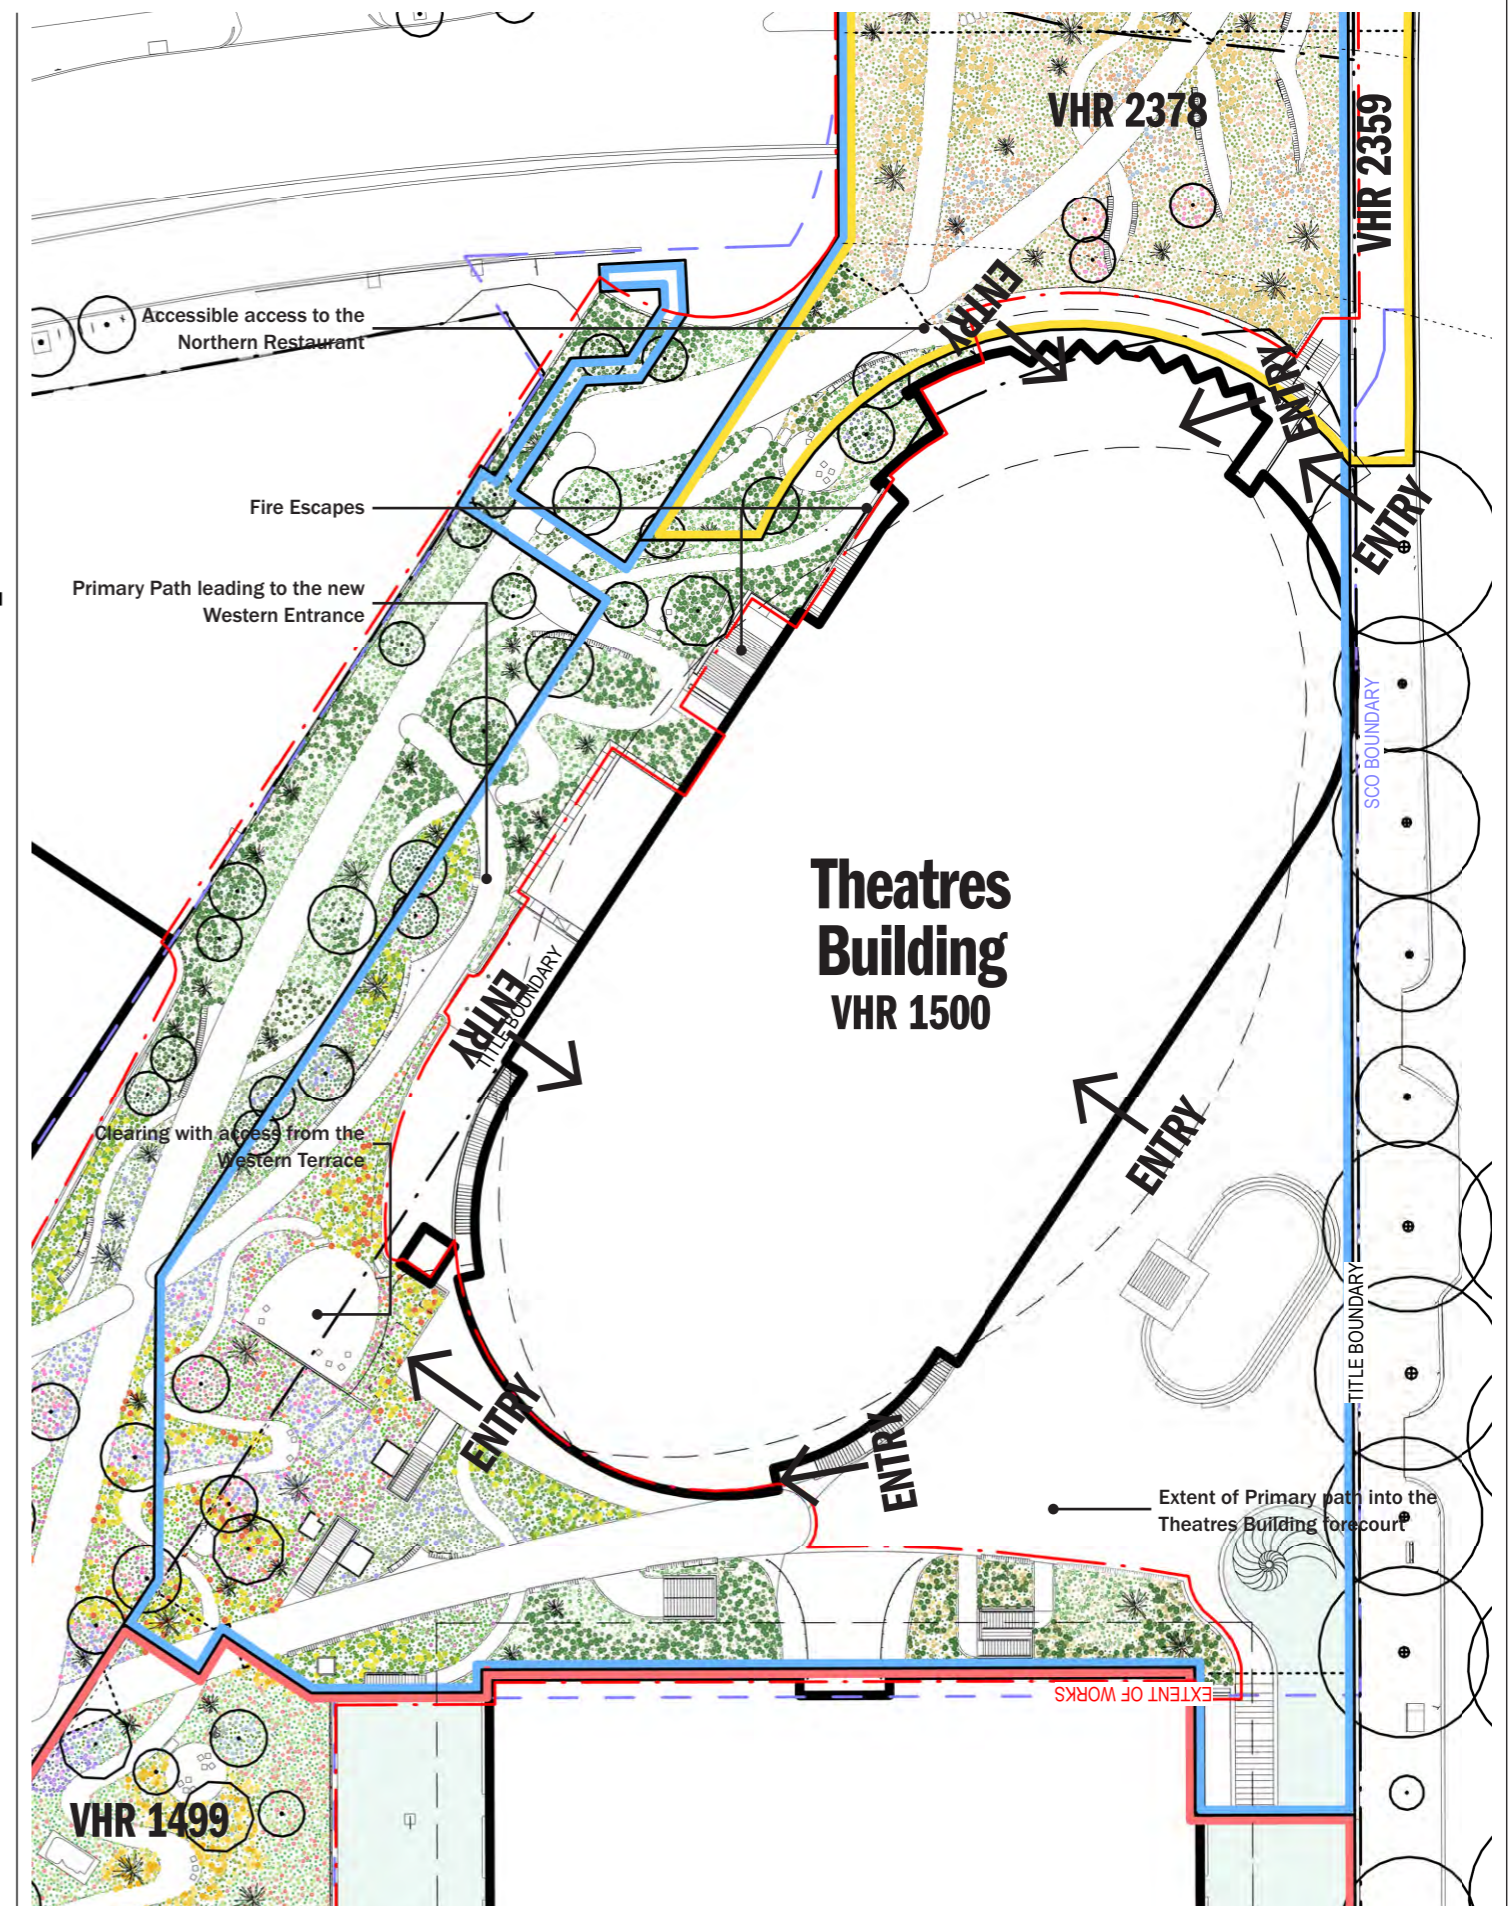 VHR 2378
VHR 2359
Accessible access to the
Northern Restaurant
ENTRY
ENTRY
ENTRY
Fire Escapes
Primary Path leading to the new
Western Entrance
SCO BOUNDARY
Theatres
Building
VHR 1500
ENTRY
TITLE BOUNDARY
ENTRY
Clearing with access from the
Western Terrace
TITLE BOUNDARY
ENTRY
ENTRY
Extent of Primary path into the
Theatres Building forecourt
EXTENT OF WORKS
VHR 1499